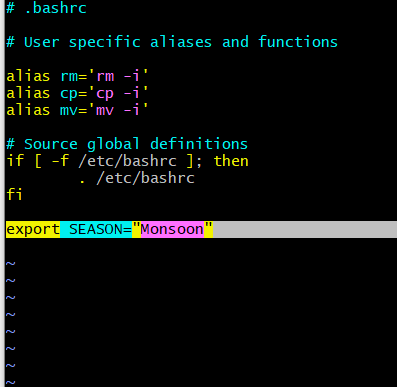 # .bashrc
# User specific aliases and functions
alias rm='rm -i'
alias cp='cp -i'
alias mv='mv -i'
# Source global definitions
if [ -f /etc/bashrc ]; then
        . /etc/bashrc
fi
export SEASON="Monsoon"
~
~
~
~
~
~
~
~